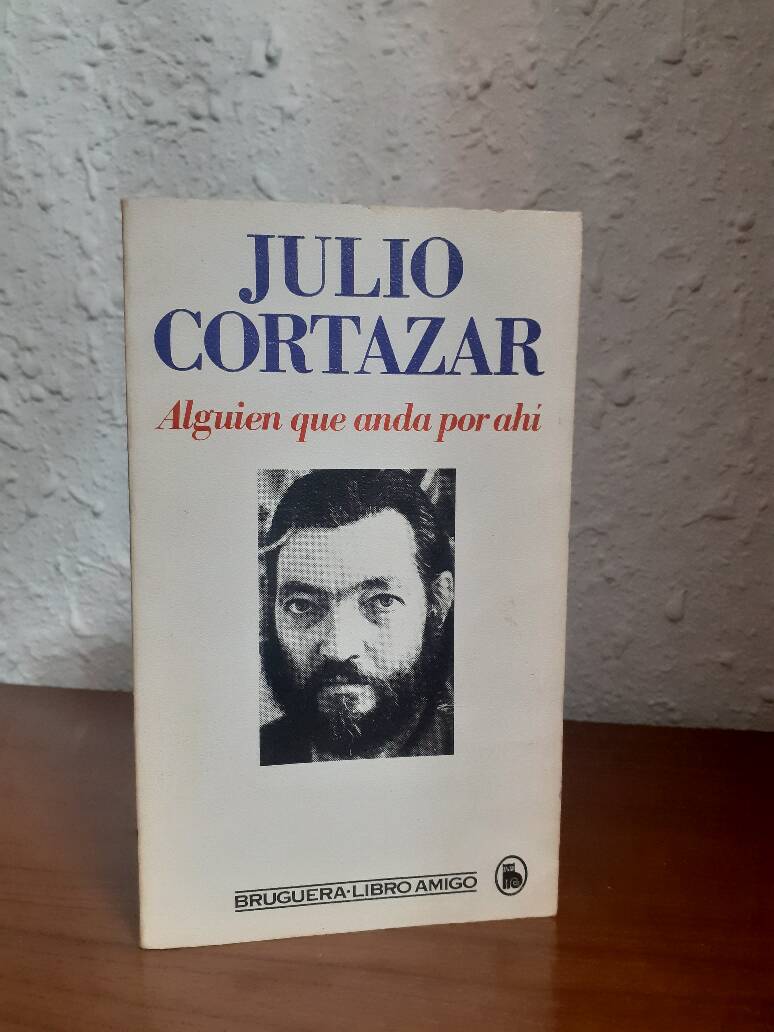 JULIO
CORTAZAR
Alguien que anda por ahí
BRUGUERA·LIBRO AMIGO